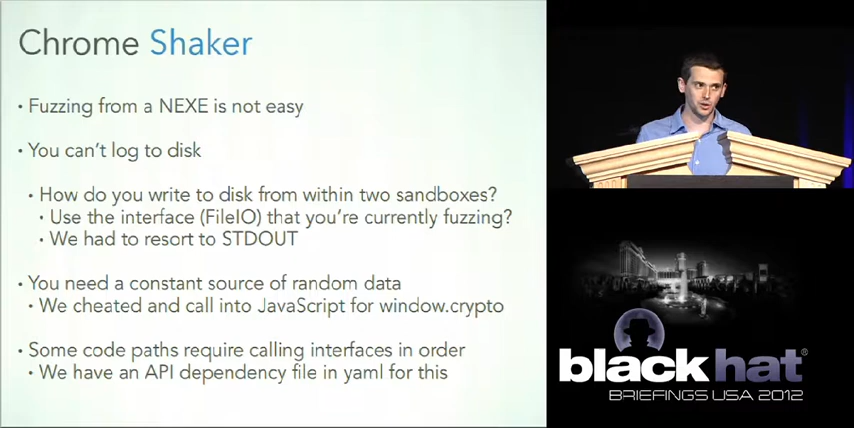 Chrome Shaker
• Fuzzing from a NEXE is not easy
• You can't log to disk
• How do you write to disk from within two sandboxes?
• Use the interface (FileIO) that you're currently fuzzing?
• We had to resort to STDOUT
• You need a constant source of random data
• We cheated and call into JavaScript for window.crypto
• Some code paths require calling interfaces in order
• We have an API dependency file in yaml for this
black hat®
BRIEFINGS USA 2012